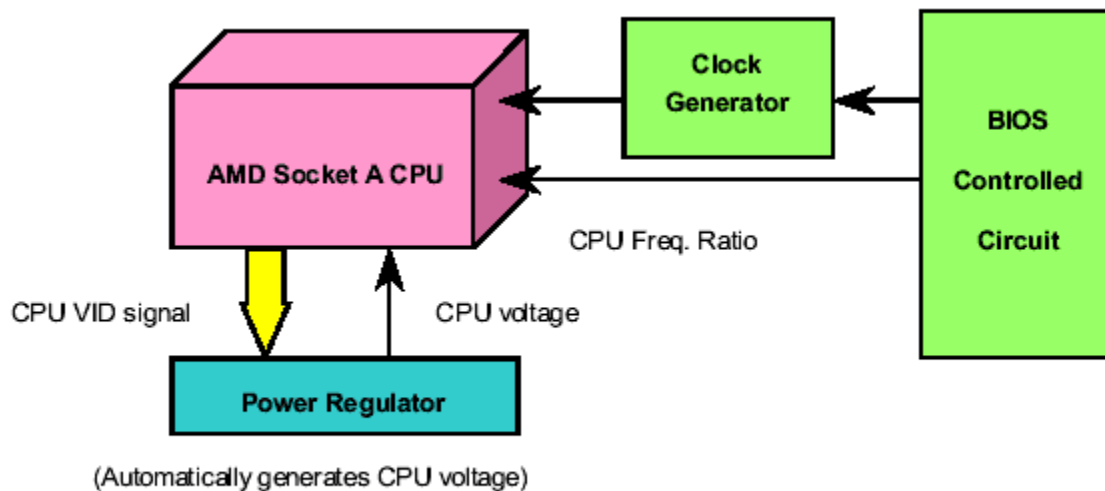 Clock
Generator
BIOS
Controlled
Circuit
AMD Socket A CPU
CPU Freq. Ratio
CPU VID signal
CPU voltage
Power Regulator
(Automatically generates CPU voltage)